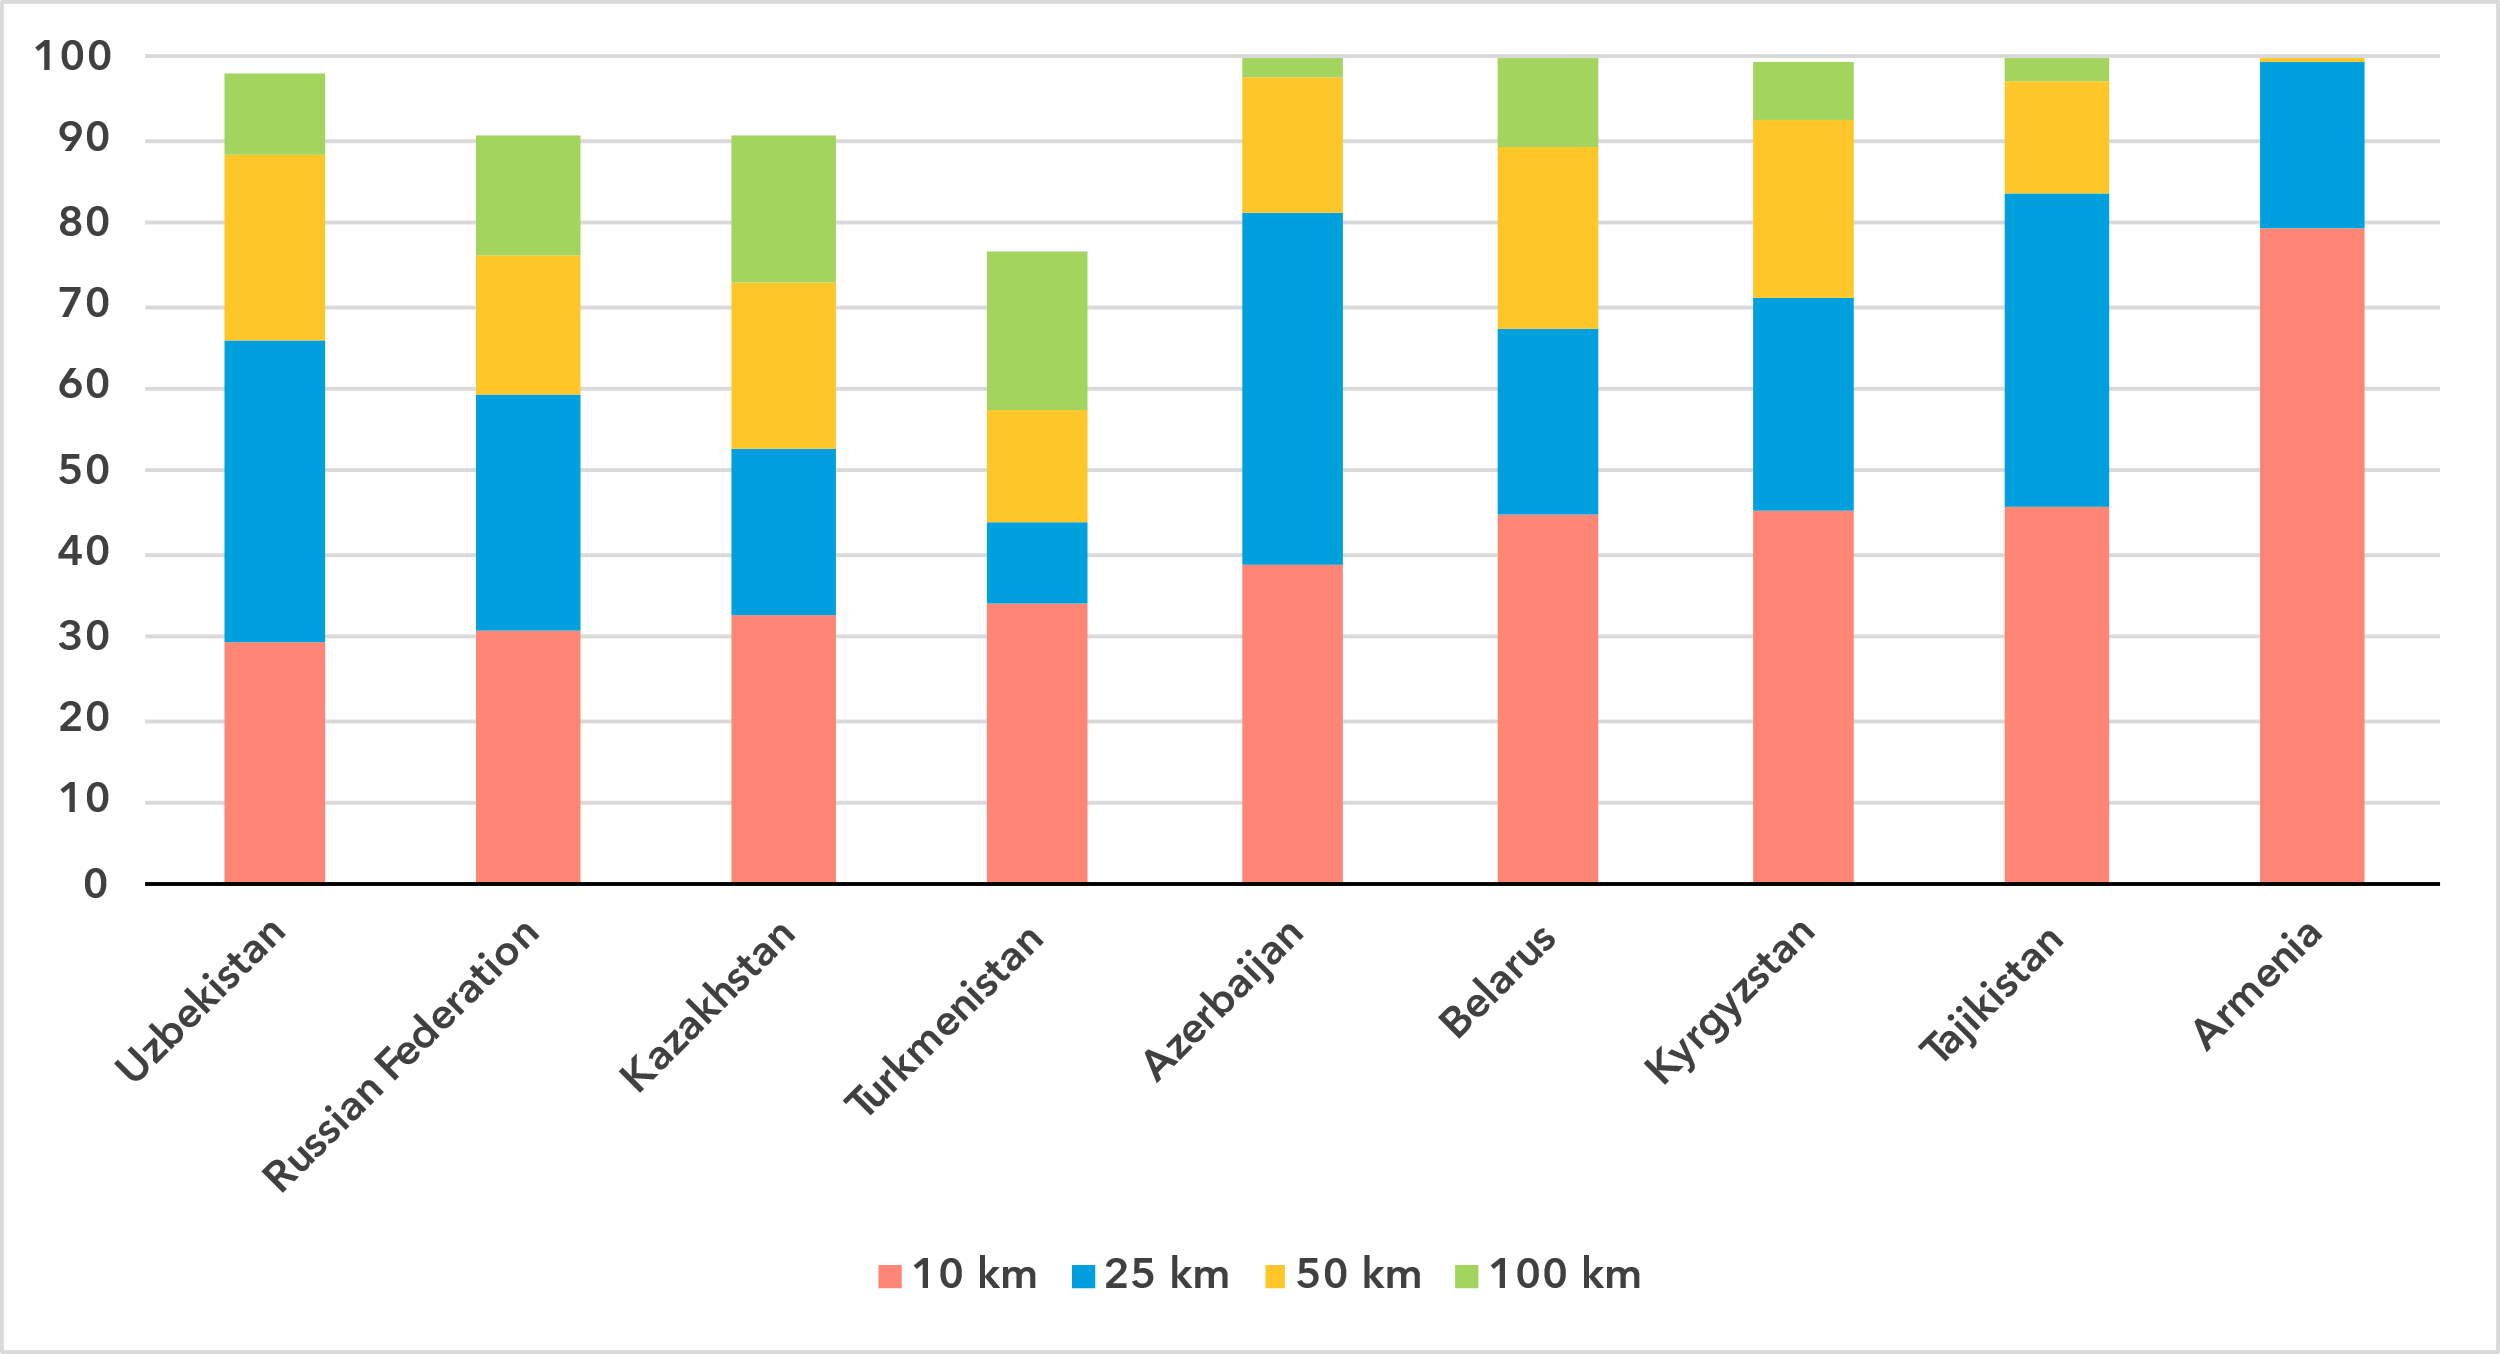 100
90
80
70
60
50
40
30
20
10
0
Uzbekistan
Russian Federation
Kazakhstan
Turkmenistan
Azerbaijan
Belarus
Kyrgyzstan
Tajikistan
Armenia
10 km 25 km 50 km 100 km